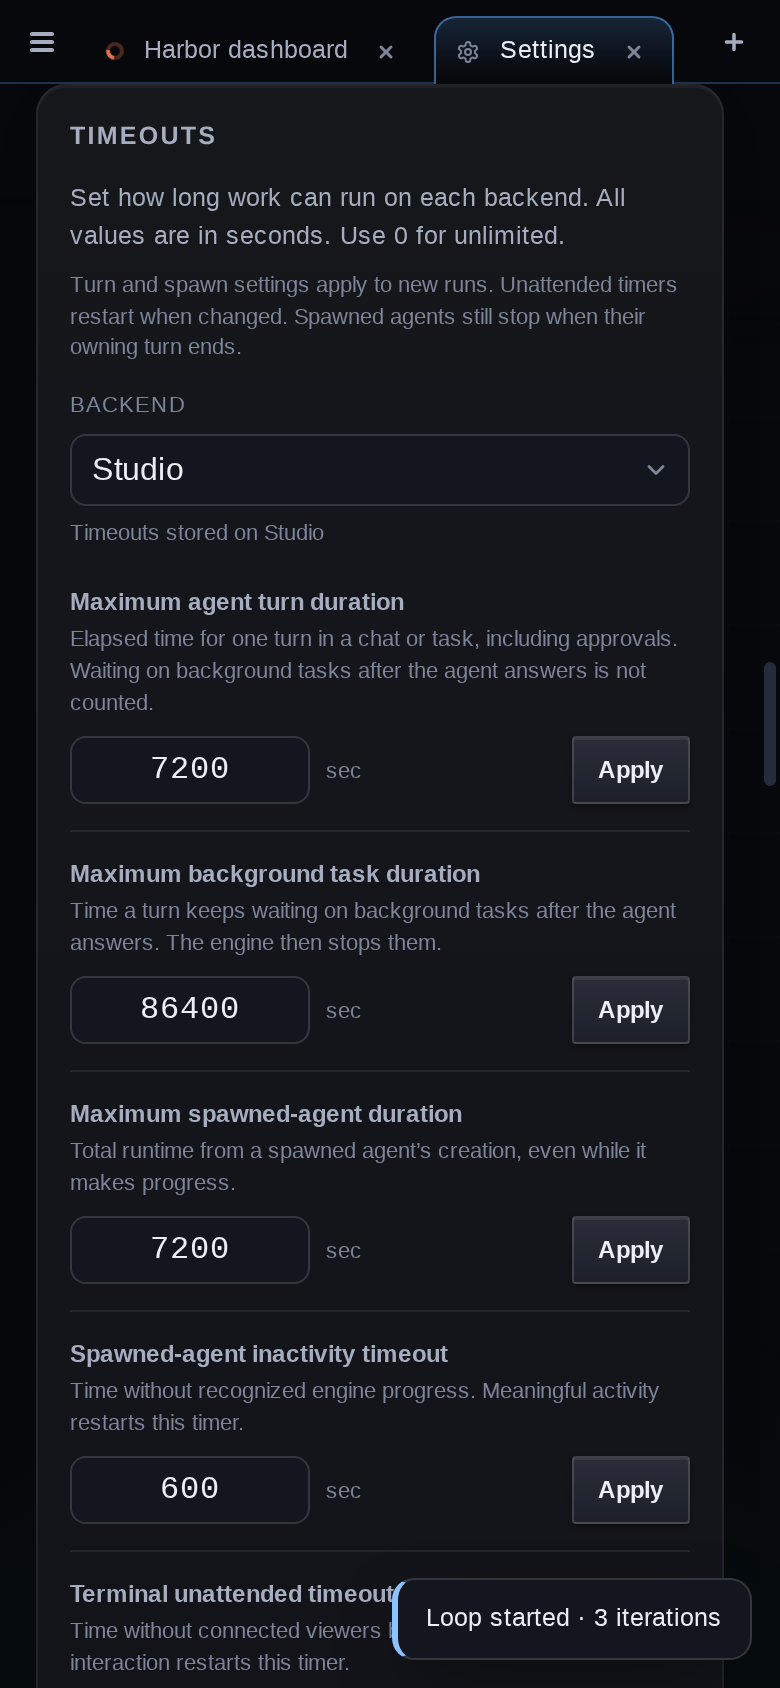 Harbor dashboard
Settings
TIMEOUTS
Set how long work can run on each backend. All
values are in seconds. Use 0 for unlimited.
Turn and spawn settings apply to new runs. Unattended timers
restart when changed. Spawned agents still stop when their
owning turn ends.
BACKEND
Studio
Timeouts stored on Studio
Maximum agent turn duration
Elapsed time for one turn in a chat or task, including approvals.
Waiting on background tasks after the agent answers is not
counted.
7200 sec Apply
Maximum background task duration
Time a turn keeps waiting on background tasks after the agent
answers. The engine then stops them.
86400 sec Apply
Maximum spawned-agent duration
Total runtime from a spawned agent’s creation, even while it
makes progress.
7200 sec Apply
Spawned-agent inactivity timeout
Time without recognized engine progress. Meaningful activity
restarts this timer.
600 sec Apply
Terminal unattended timeout
Time without connected viewers
interaction restarts this timer.
Loop started · 3 iterations